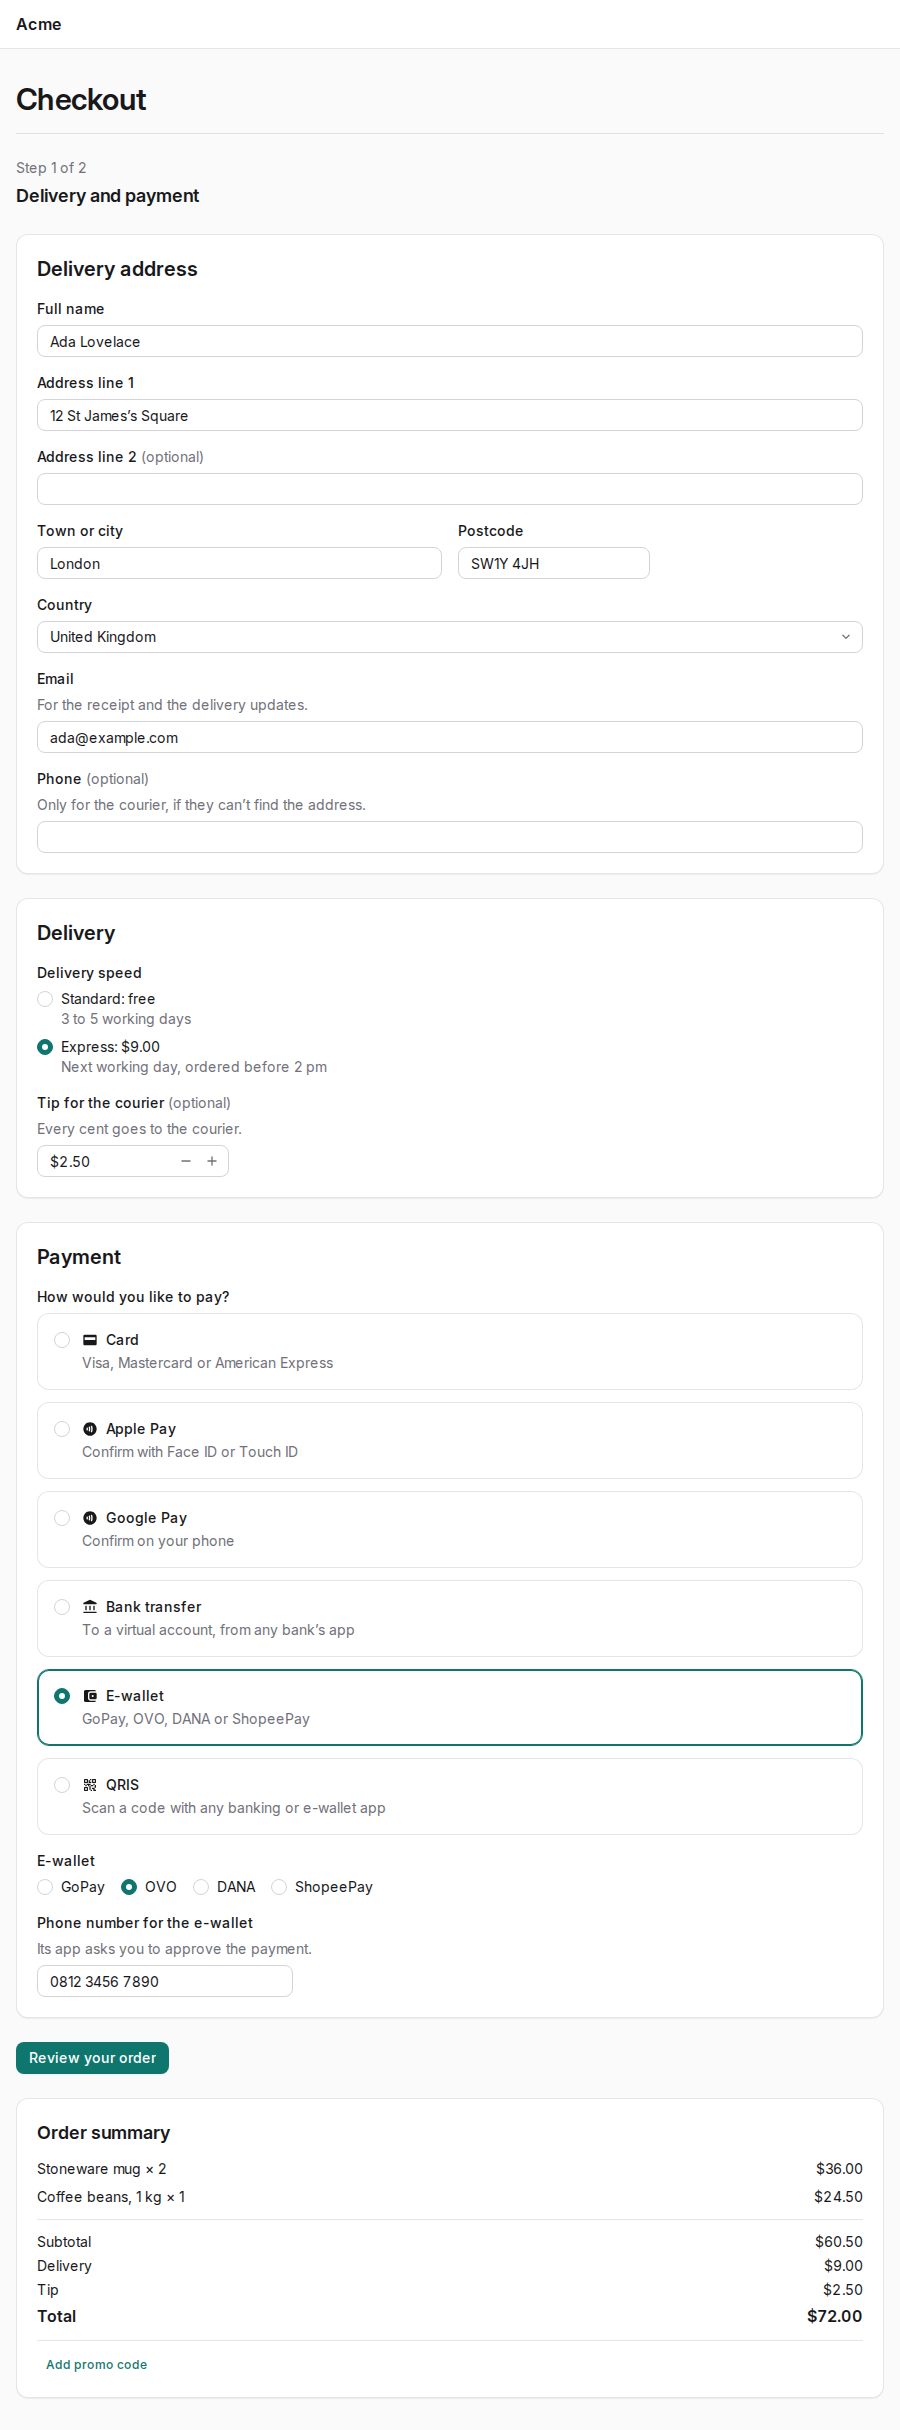 Acme
Checkout
Step 1 of 2
Delivery and payment
Delivery address
Full name
Ada Lovelace
Address line 1
12 St James’s Square
Address line 2 (optional)
Town or city
Postcode
London
SW1Y 4JH
Country
United Kingdom
Email
For the receipt and the delivery updates.
ada@example.com
Phone (optional)
Only for the courier, if they can’t find the address.
Delivery
Delivery speed
Standard: free
3 to 5 working days
Express: $9.00
Next working day, ordered before 2 pm
Tip for the courier (optional)
Every cent goes to the courier.
$2.50
Payment
How would you like to pay?
Card
Visa, Mastercard or American Express
Apple Pay
Confirm with Face ID or Touch ID
Google Pay
Confirm on your phone
Bank transfer
To a virtual account, from any bank’s app
E-wallet
GoPay, OVO, DANA or ShopeePay
QRIS
Scan a code with any banking or e-wallet app
E-wallet
GoPay OVO DANA ShopeePay
Phone number for the e-wallet
Its app asks you to approve the payment.
0812 3456 7890
Review your order
Order summary
Stoneware mug × 2 $36.00
Coffee beans, 1 kg × 1 $24.50
Subtotal $60.50
Delivery $9.00
Tip $2.50
Total $72.00
Add promo code